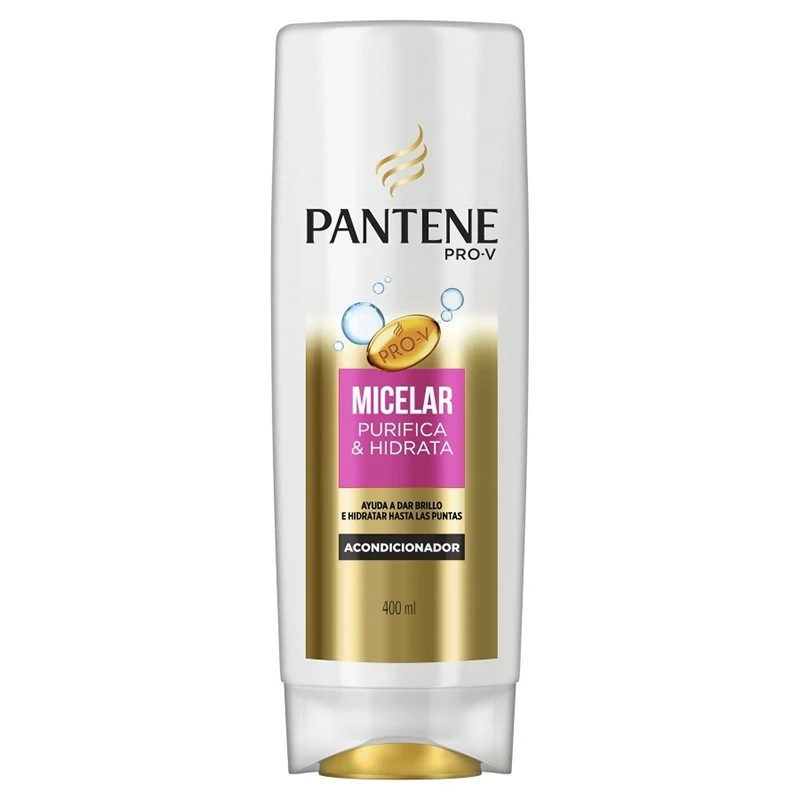 PANTENE
PRO-V
PRO-V
MICELAR
PURIFICA
& HIDRATA
AYUDA A DAR BRILLO
E HIDRATAR HASTA LAS PUNTAS
ACONDICIONADOR
400 ml